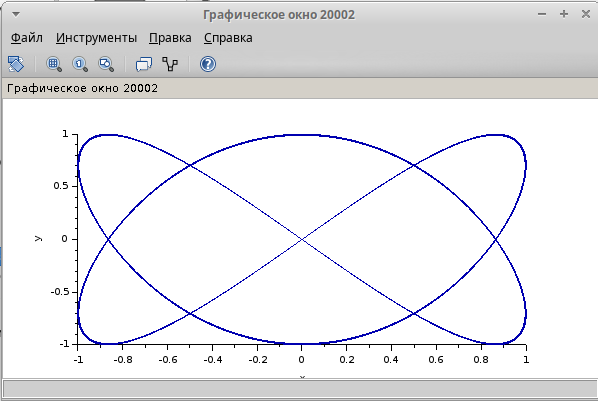 Графическое окно 20002
Файл Инструменты Правка Справка
Графическое окно 20002
1
0.5
0
-0.5
-1
y
-1 -0.8 -0.6 -0.4 -0.2 0 0.2 0.4 0.6 0.8 1